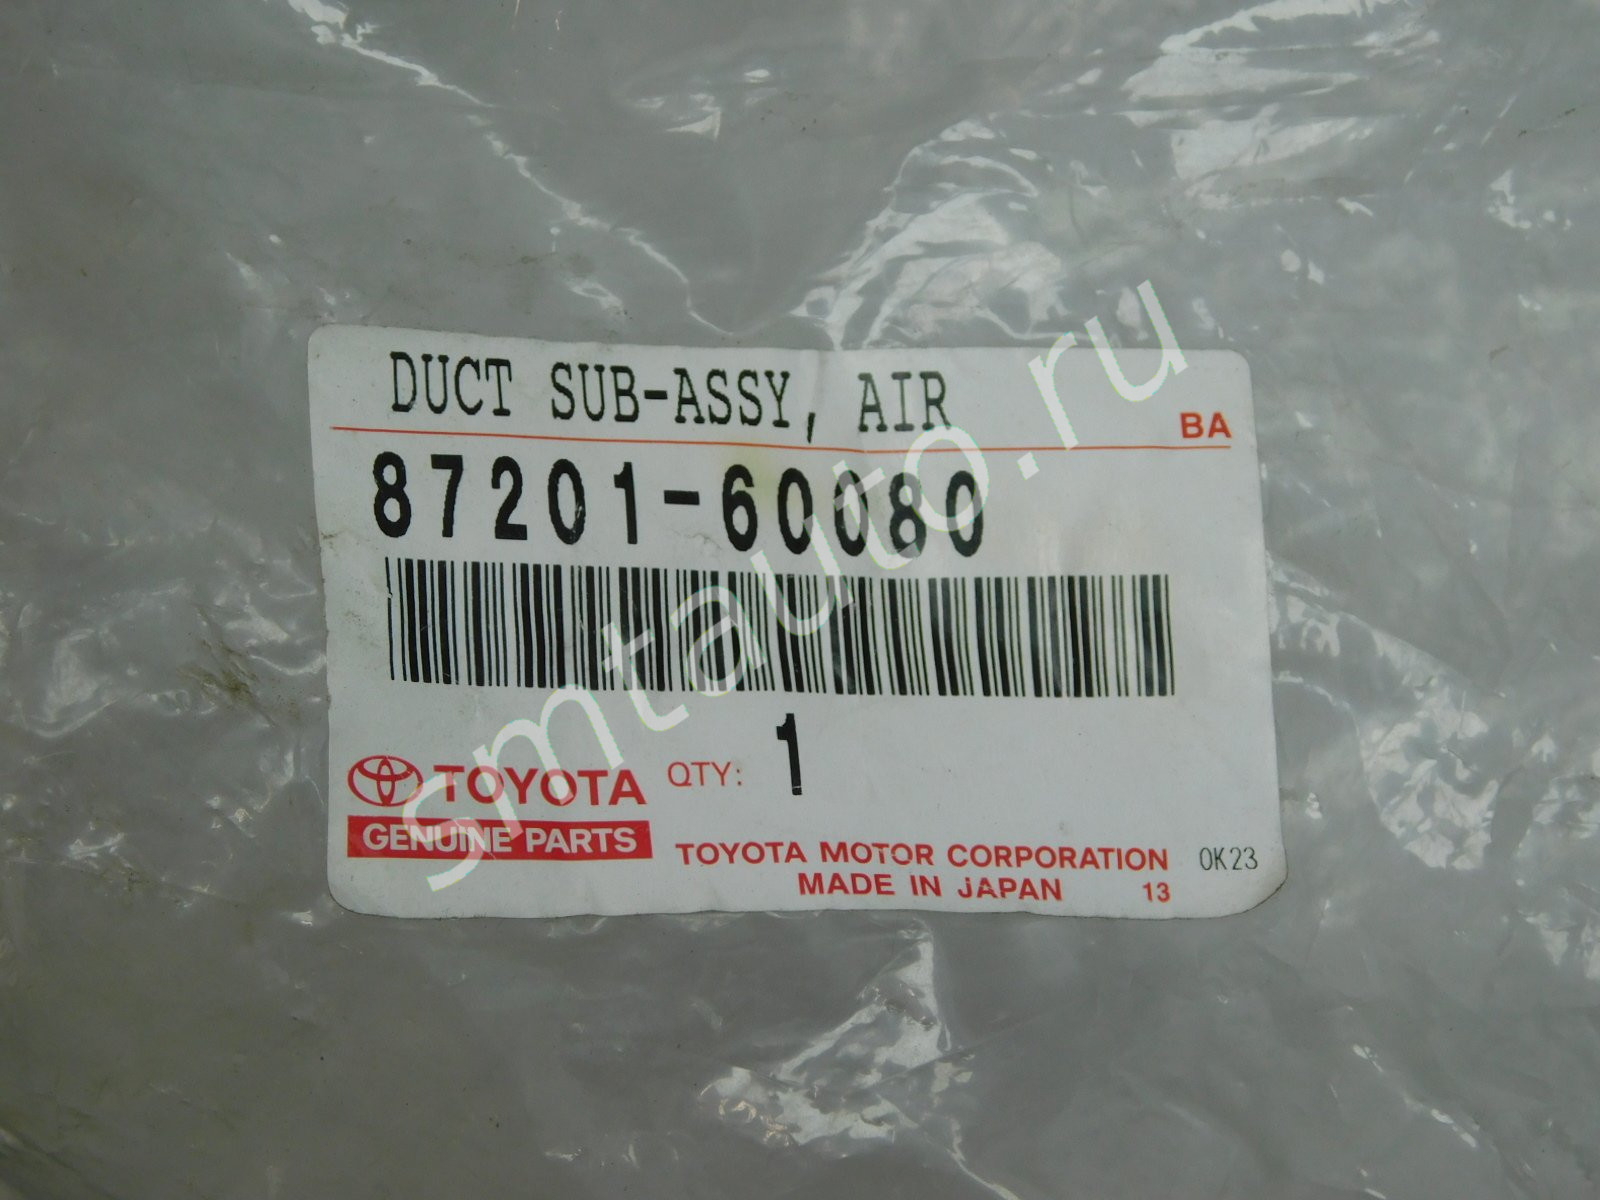 DUCT SUB-ASSY, AIR
BA
87201-60080
TOYOTA
QTY: 1
GENUINE PARTS
TOYOTA MOTOR CORPORATION 0K23
MADE IN JAPAN 13
smtauto.ru